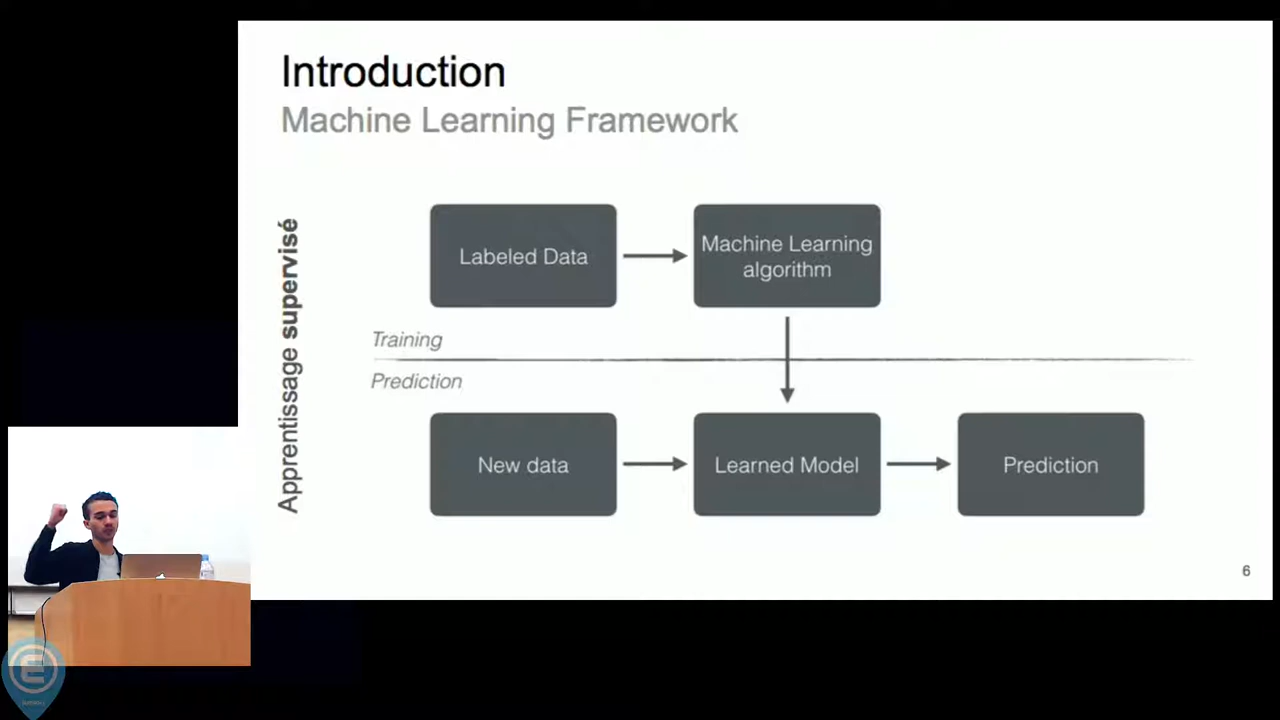 Introduction
Machine Learning Framework
Apprentissage supervisé
Labeled Data
Machine Learning
algorithm
Training
Prediction
New data
Learned Model
Prediction
6
E